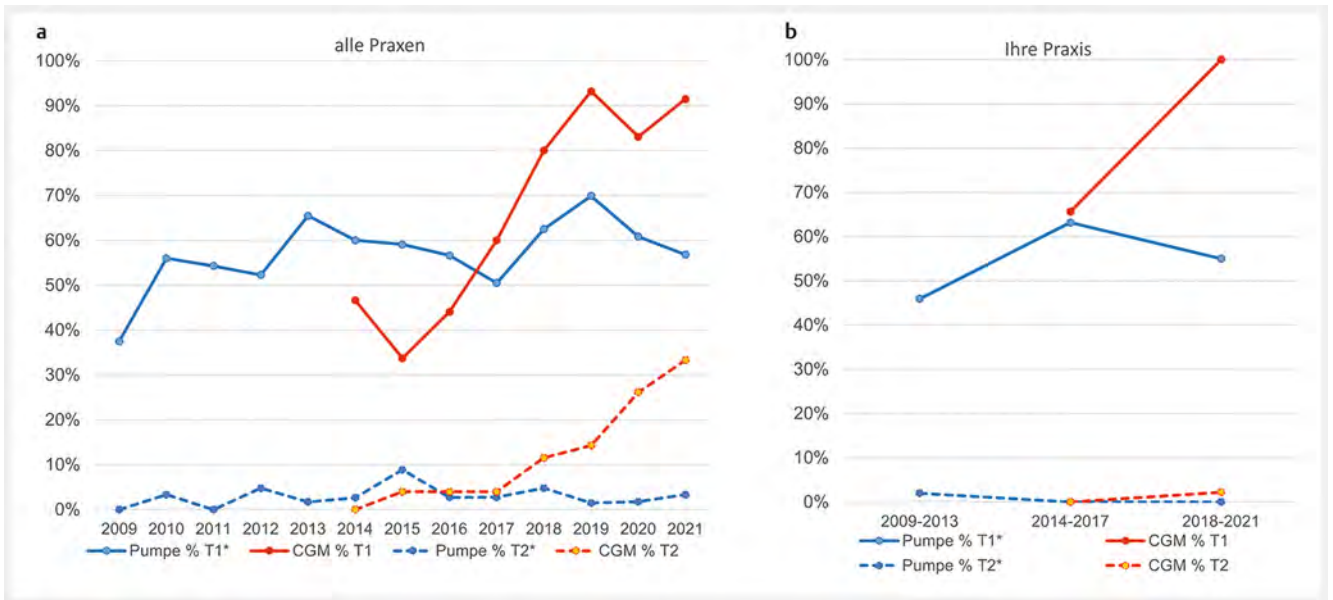 a
alle Praxen
100%
90%
80%
70%
60%
50%
40%
30%
20%
10%
0%
2009 2010 2011 2012 2013 2014 2015 2016 2017 2018 2019 2020 2021
Pumpe % T1* CGM % T1 Pumpe % T2* CGM % T2
b
Ihre Praxis
100%
90%
80%
70%
60%
50%
40%
30%
20%
10%
0%
2009-2013 2014-2017 2018-2021
Pumpe % T1* CGM % T1
Pumpe % T2* CGM % T2